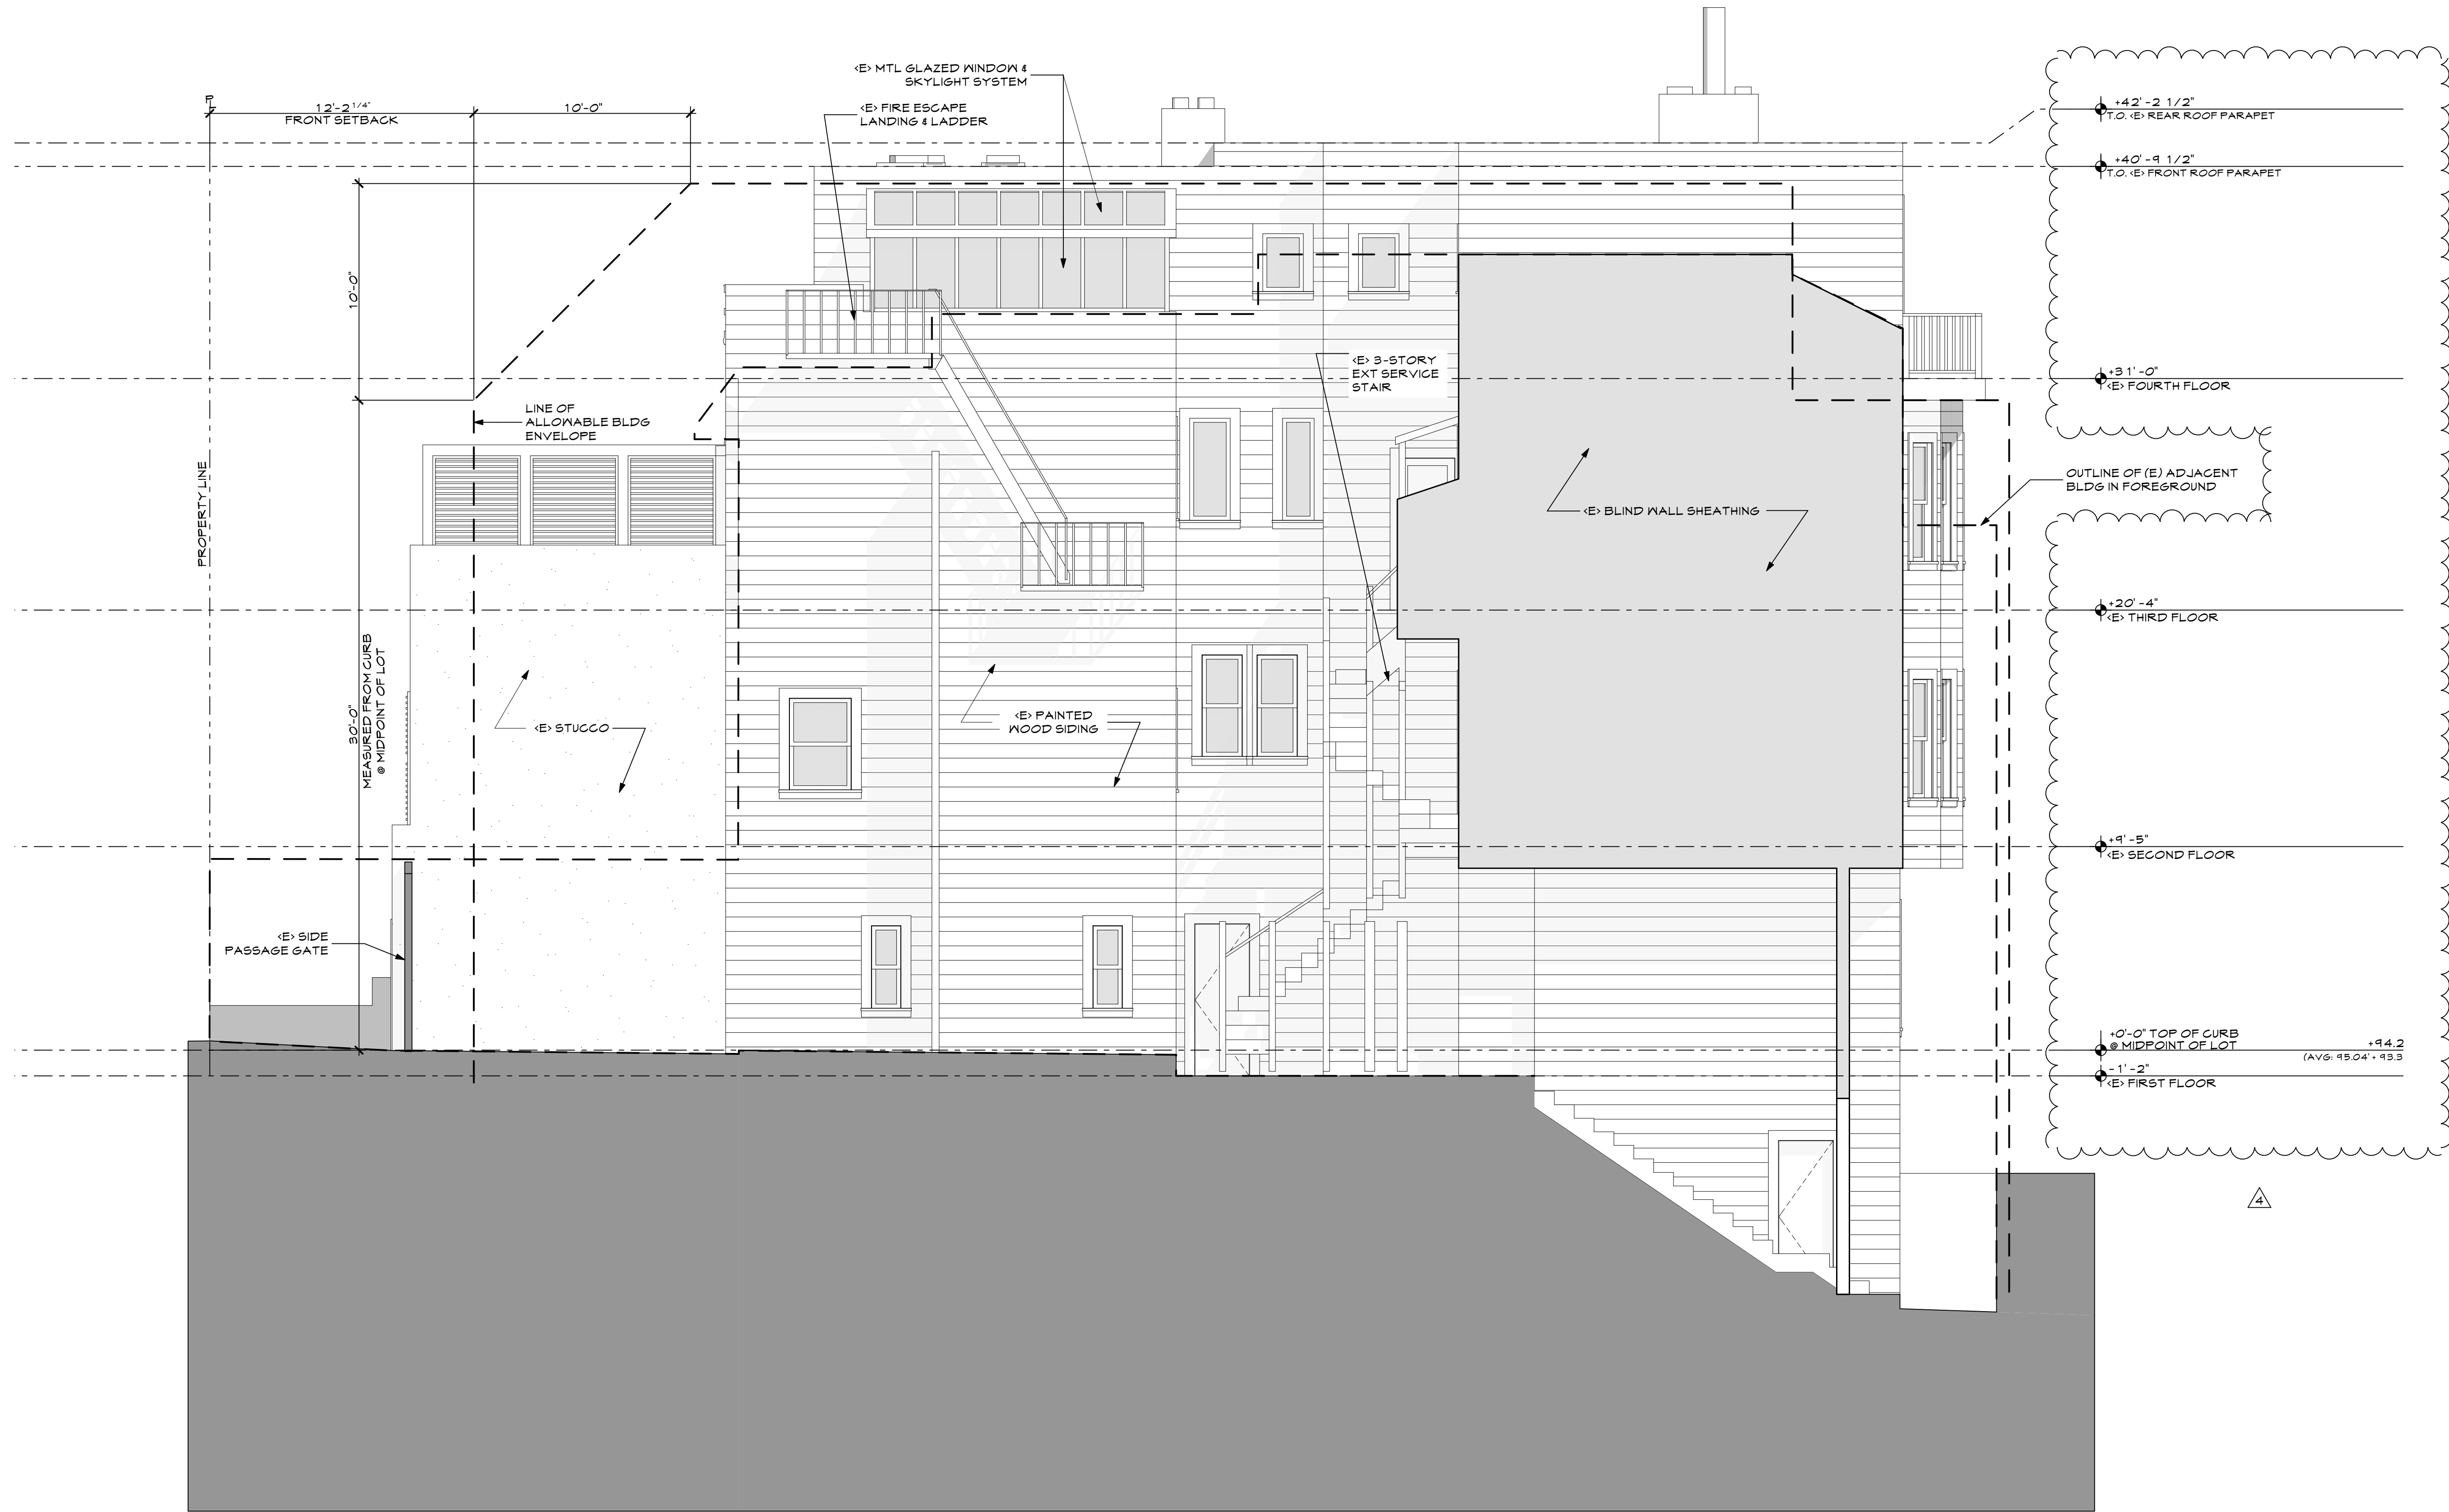 <E> MTL GLAZED WINDOW &
SKYLIGHT SYSTEM
<E> FIRE ESCAPE
LANDING & LADDER
PL
12'-2 1/4"
FRONT SETBACK
10'-0"
10'-0"
+42'-2 1/2"
T.O. <E> REAR ROOF PARAPET
+40'-9 1/2"
T.O. <E> FRONT ROOF PARAPET
<E> 3-STORY
EXT SERVICE
STAIR
+31'-0"
<E> FOURTH FLOOR
LINE OF
ALLOWABLE BLDG
ENVELOPE
PROPERTY LINE
OUTLINE OF (E) ADJACENT
BLDG IN FOREGROUND
<E> BLIND WALL SHEATHING
+20'-4"
<E> THIRD FLOOR
30'-0"
MEASURED FROM CURB
@ MIDPOINT OF LOT
<E> STUCCO
<E> PAINTED
WOOD SIDING
+9'-5"
<E> SECOND FLOOR
<E> SIDE
PASSAGE GATE
+0'-0" TOP OF CURB
@ MIDPOINT OF LOT
+94.2
(AVG: 95.04' + 93.3
-1'-2"
<E> FIRST FLOOR
4